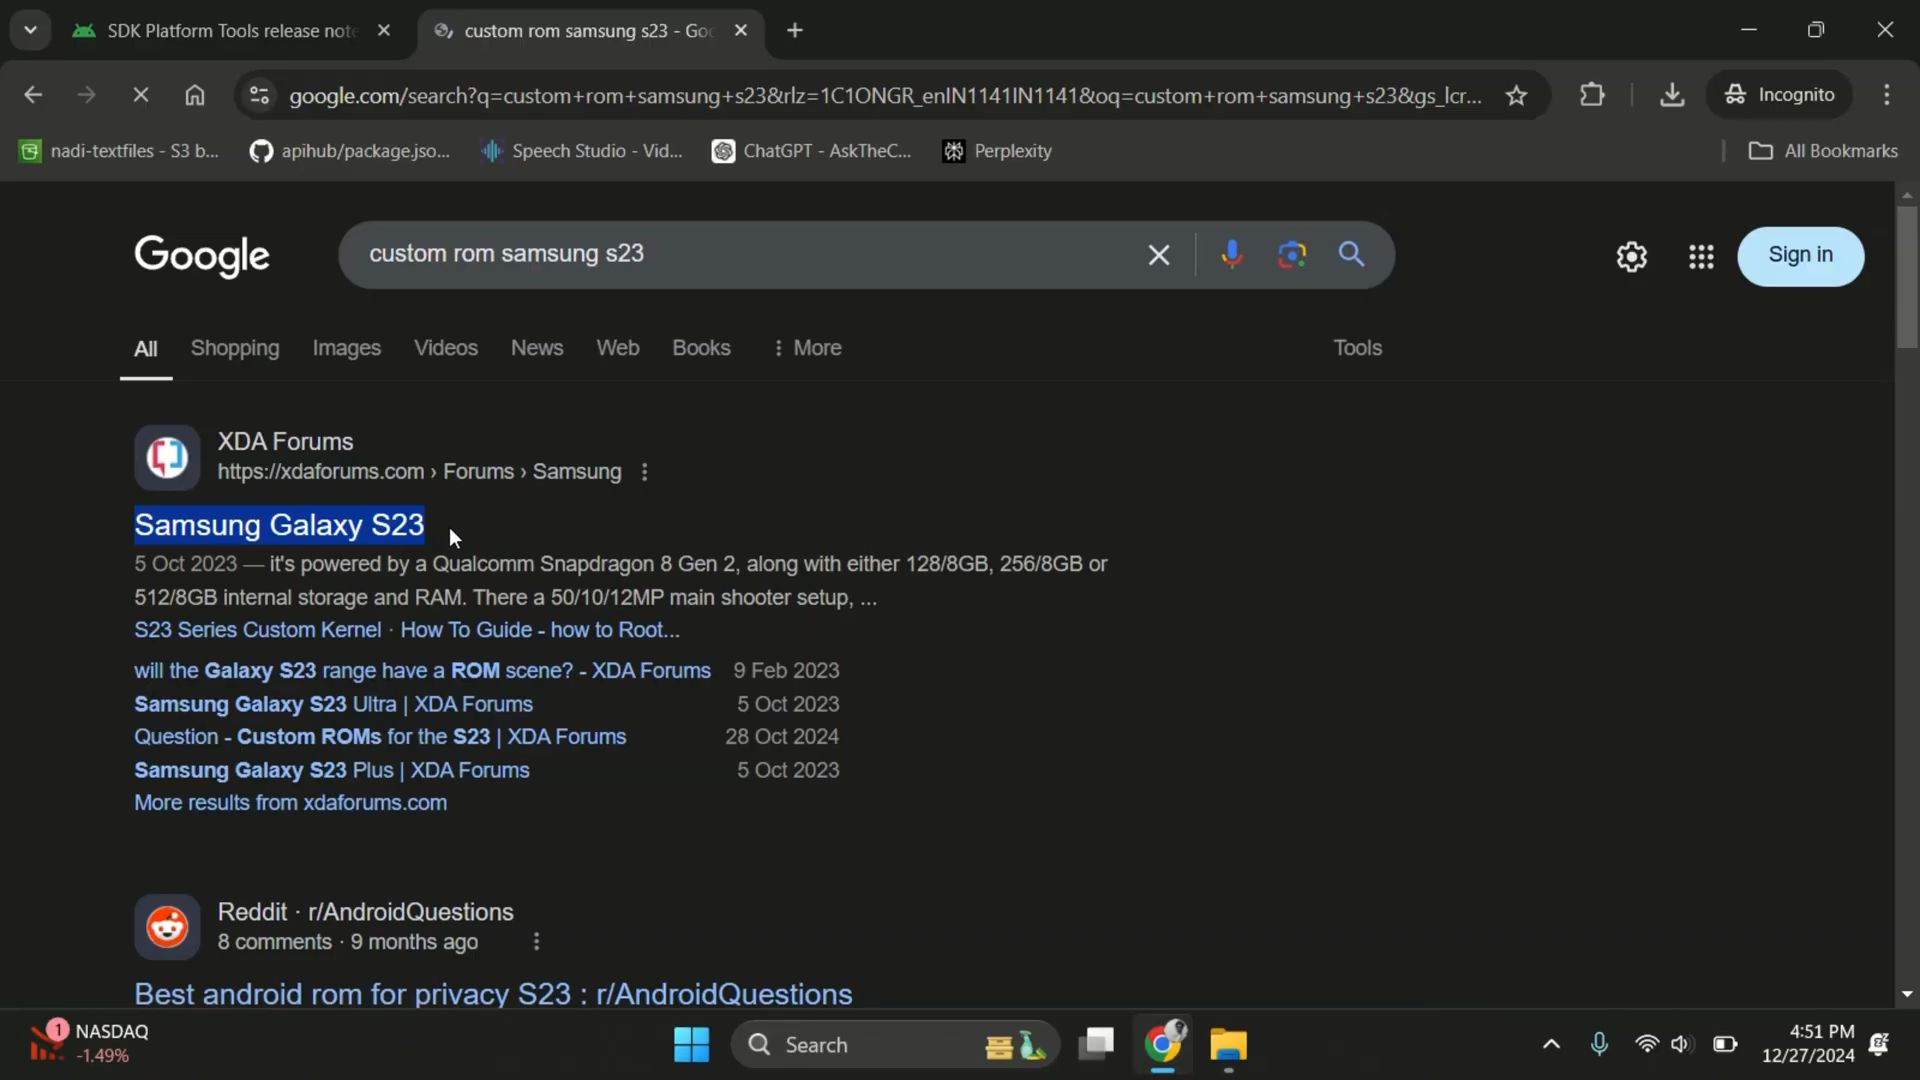 SDK Platform Tools release note
custom rom samsung s23 - Goo
google.com/search?q=custom+rom+samsung+s23&rlz=1C1ONGR_enIN1141IN1141&oq=custom+rom+samsung+s23&gs_lcr...
Incognito
nadi-textfiles - S3 b...
apihub/package.jso...
Speech Studio - Vid...
ChatGPT - AskTheC...
Perplexity
All Bookmarks
Google
custom rom samsung s23
Sign in
All
Shopping
Images
Videos
News
Web
Books
More
Tools
XDA Forums
https://xdaforums.com › Forums › Samsung
Samsung Galaxy S23
5 Oct 2023 — it's powered by a Qualcomm Snapdragon 8 Gen 2, along with either 128/8GB, 256/8GB or
512/8GB internal storage and RAM. There a 50/10/12MP main shooter setup, ...
S23 Series Custom Kernel · How To Guide - how to Root...
will the Galaxy S23 range have a ROM scene? - XDA Forums 9 Feb 2023
Samsung Galaxy S23 Ultra | XDA Forums 5 Oct 2023
Question - Custom ROMs for the S23 | XDA Forums 28 Oct 2024
Samsung Galaxy S23 Plus | XDA Forums 5 Oct 2023
More results from xdaforums.com
Reddit · r/AndroidQuestions
8 comments · 9 months ago
Best android rom for privacy S23 : r/AndroidQuestions
1
NASDAQ
-1.49%
Search
4:51 PM
12/27/2024